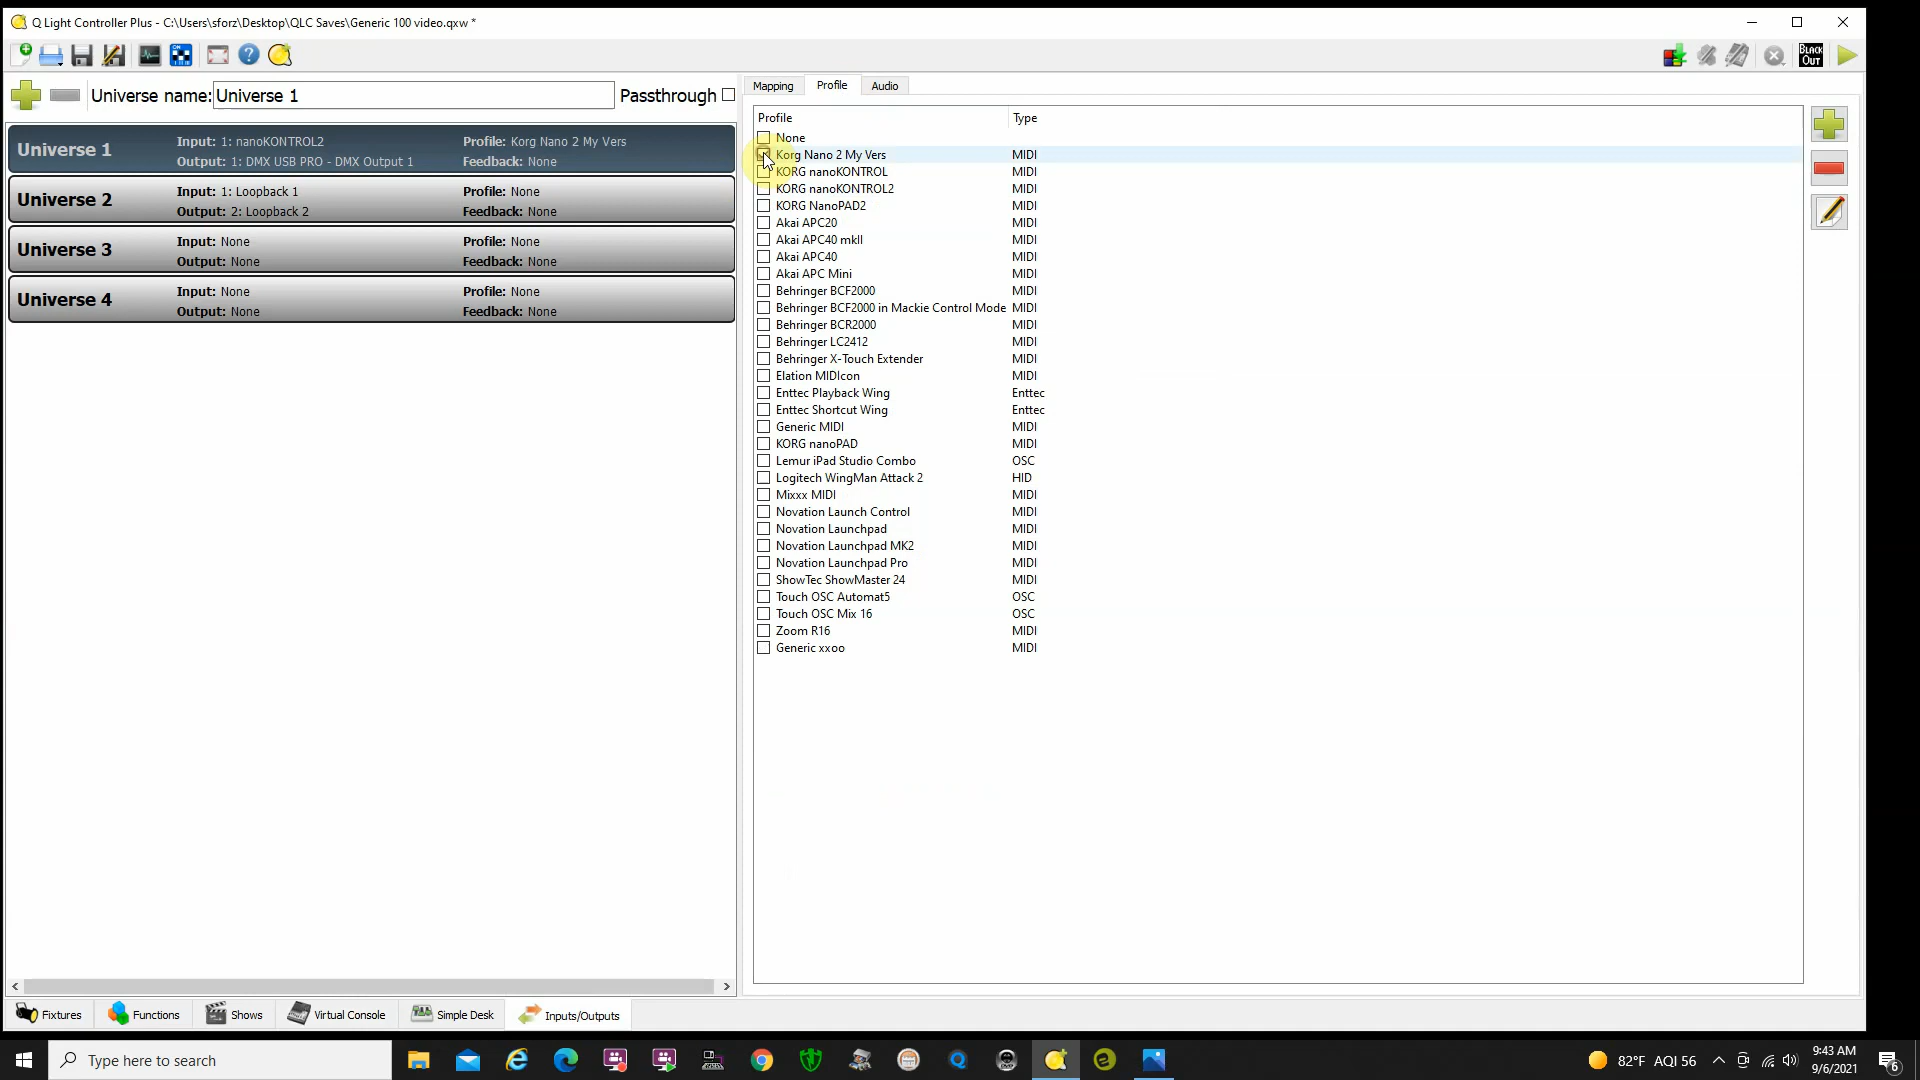 Q Light Controller Plus - C:\Users\sforz\Desktop\QLC Saves\Generic 100 video.qxw *
ON
BLACK OUT
Universe name: Universe 1 Passthrough
Mapping Profile Audio
Universe 1 Input: 1: nanoKONTROL2 Profile: Korg Nano 2 My Vers
Output: 1: DMX USB PRO - DMX Output 1 Feedback: None
Universe 2 Input: 1: Loopback 1 Profile: None
Output: 2: Loopback 2 Feedback: None
Universe 3 Input: None Profile: None
Output: None Feedback: None
Universe 4 Input: None Profile: None
Output: None Feedback: None
Profile Type
None
Korg Nano 2 My Vers MIDI
KORG nanoKONTROL MIDI
KORG nanoKONTROL2 MIDI
KORG NanoPAD2 MIDI
Akai APC20 MIDI
Akai APC40 mkII MIDI
Akai APC40 MIDI
Akai APC Mini MIDI
Behringer BCF2000 MIDI
Behringer BCF2000 in Mackie Control Mode MIDI
Behringer BCR2000 MIDI
Behringer LC2412 MIDI
Behringer X-Touch Extender MIDI
Elation MIDIcon MIDI
Enttec Playback Wing Enttec
Enttec Shortcut Wing Enttec
Generic MIDI MIDI
KORG nanoPAD MIDI
Lemur iPad Studio Combo OSC
Logitech WingMan Attack 2 HID
Mixxx MIDI MIDI
Novation Launch Control MIDI
Novation Launchpad MIDI
Novation Launchpad MK2 MIDI
Novation Launchpad Pro MIDI
ShowTec ShowMaster 24 MIDI
Touch OSC Automat5 OSC
Touch OSC Mix 16 OSC
Zoom R16 MIDI
Generic xxoo MIDI
Fixtures Functions Shows Virtual Console Simple Desk Inputs/Outputs
Type here to search
82°F AQI 56
9:43 AM
9/6/2021
6